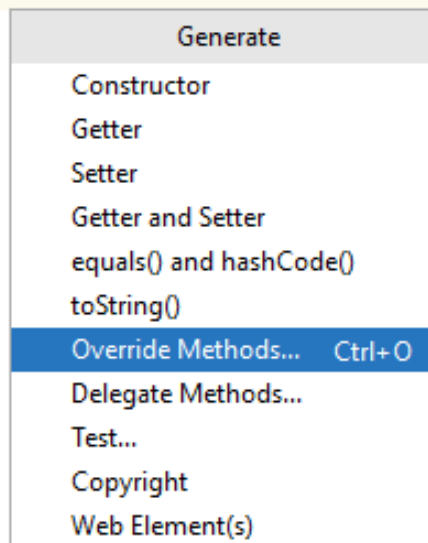 Generate
Constructor
Getter
Setter
Getter and Setter
equals() and hashCode()
toString()
Override Methods... Ctrl+O
Delegate Methods...
Test...
Copyright
Web Element(s)